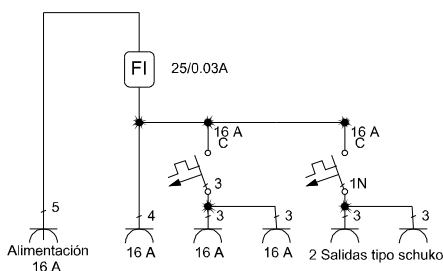 FI
25/0.03A
16 A
C
16 A
C
3
1N
5
4
3
3
3
3
Alimentación
16 A
16 A
16 A
16 A
2 Salidas tipo schuko